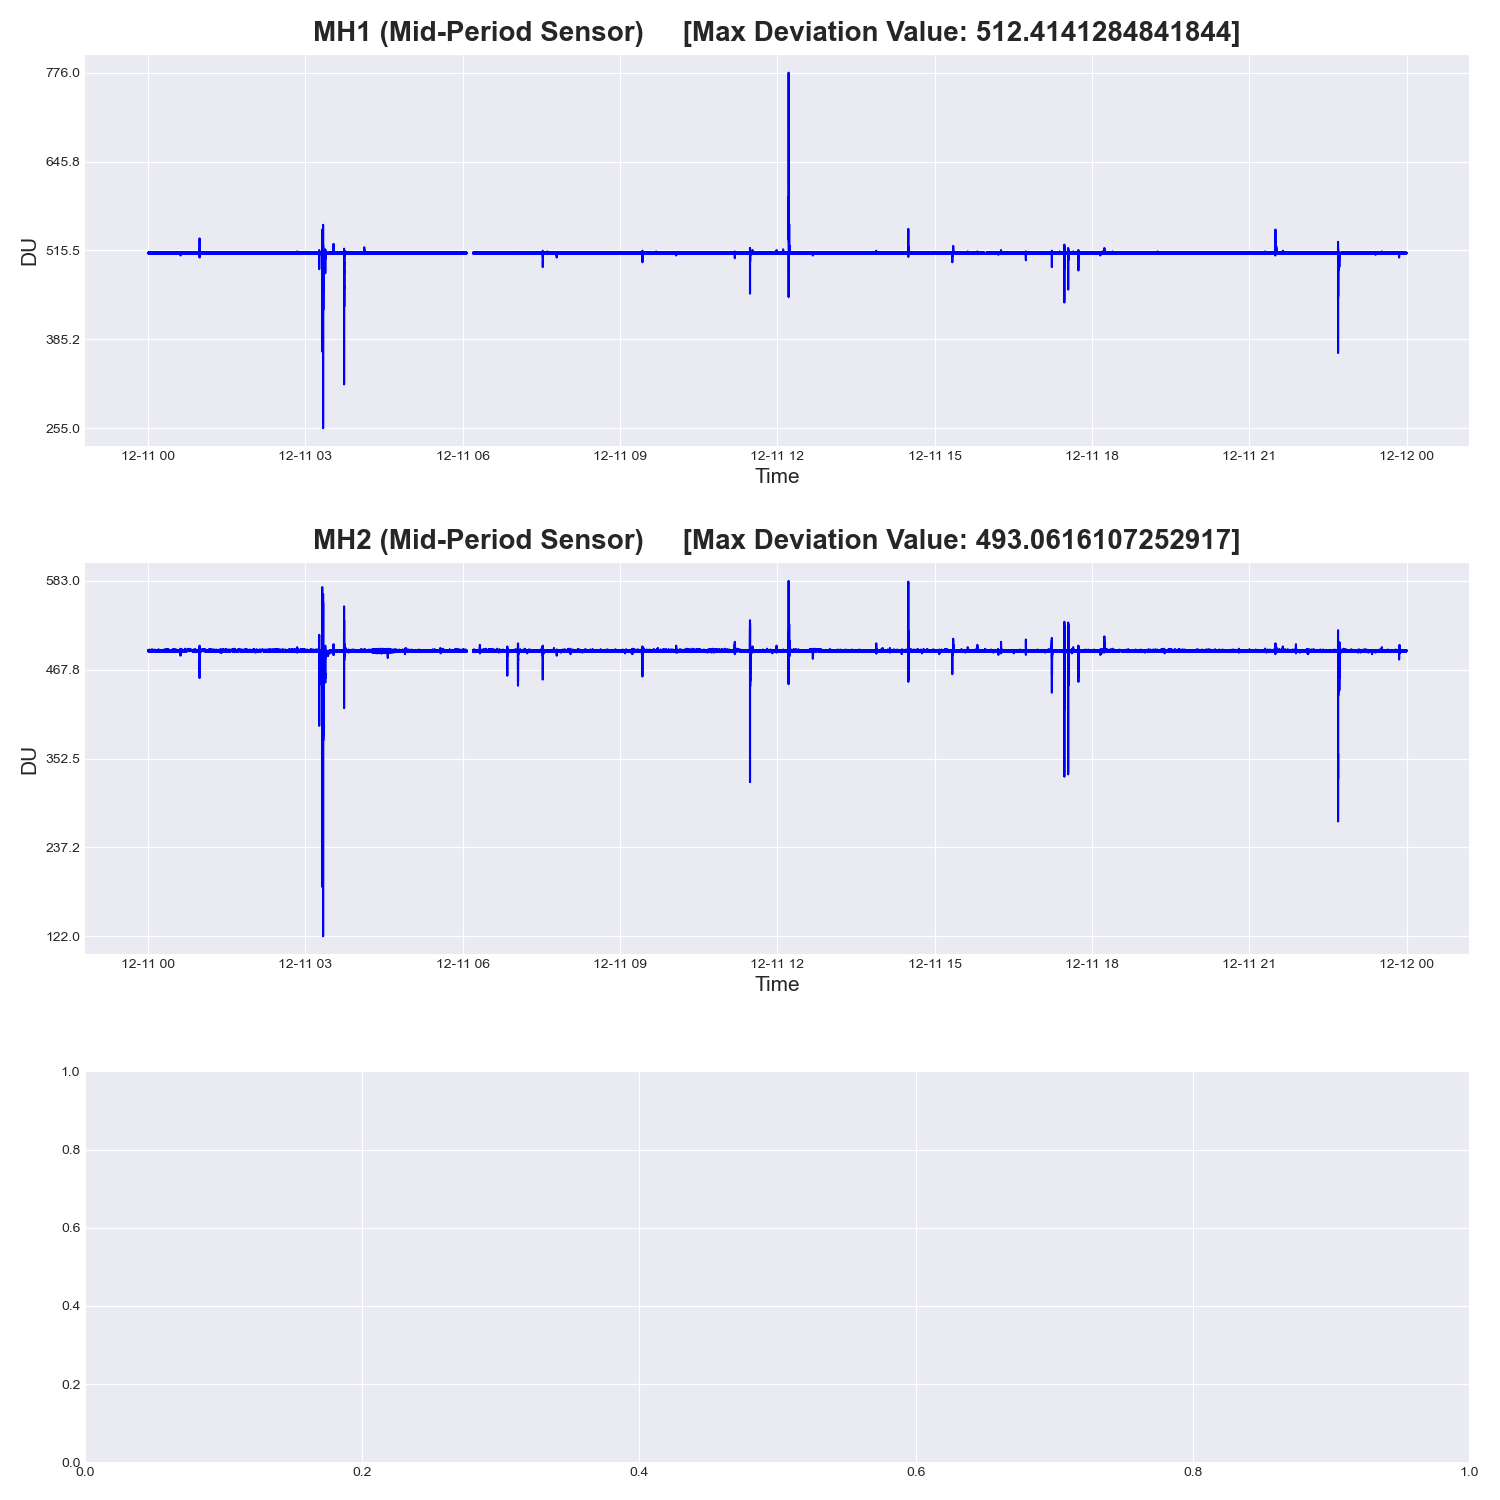 MH1 (Mid-Period Sensor) [Max Deviation Value: 512.4141284841844]
776.0
645.8
515.5
385.2
255.0
DU
12-11 00 12-11 03 12-11 06 12-11 09 12-11 12 12-11 15 12-11 18 12-11 21 12-12 00
Time
MH2 (Mid-Period Sensor) [Max Deviation Value: 493.0616107252917]
583.0
467.8
352.5
237.2
122.0
DU
12-11 00 12-11 03 12-11 06 12-11 09 12-11 12 12-11 15 12-11 18 12-11 21 12-12 00
Time
1.0
0.8
0.6
0.4
0.2
0.0
0.0 0.2 0.4 0.6 0.8 1.0